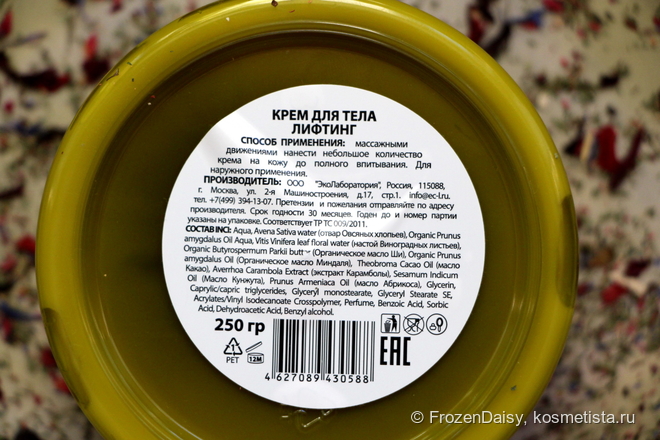 КРЕМ ДЛЯ ТЕЛА
ЛИФТИНГ
СПОСОБ ПРИМЕНЕНИЯ: массажными
движениями нанести небольшое количество
крема на кожу до полного впитывания. Для
наружного применения.
ПРОИЗВОДИТЕЛЬ: ООО "ЭкоЛаборатория", Россия, 115088,
г. Москва, ул. 2-я Машиностроения, д.17, стр.1. info@ec-l.ru.
тел. +7(499) 394-13-07. Претензии и пожелания отправляйте по адресу
производителя. Срок годности 30 месяцев. Годен до и номер партии
указаны на упаковке. Соответствует ТР ТС 009/2011.
СОСТАВ INCI: Aqua, Avena Sativa water (отвар Овсяных хлопьев), Organic Prunus
amygdalus Oil Aqua, Vitis Vinifera leaf floral water (настой Виноградных листьев),
Organic Butyrospermum Parkii butt (Органическое масло Ши), Organic Prunus
amygdalus Oil (Органическое масло Миндаля), Theobroma Cacao Oil (масло
Какао), Averrhoa Carambola Extract (экстракт Карамболы), Sesamum Indicum
Oil (масло Кунжута), Prunus Armeniaca Oil (масло Абрикоса), Glycerin,
Caprylic/capric triglycerides, Glyceryl monostearate, Glyceryl Stearate SE,
Acrylates/Vinyl Isodecanoate Crosspolymer, Perfume, Benzoic Acid, Sorbic
Acid, Dehydroacetic Acid, Benzyl alcohol.
250 гр
1
PET
12M
EAC
4 627089 430588
© FrozenDaisy, kosmetista.ru